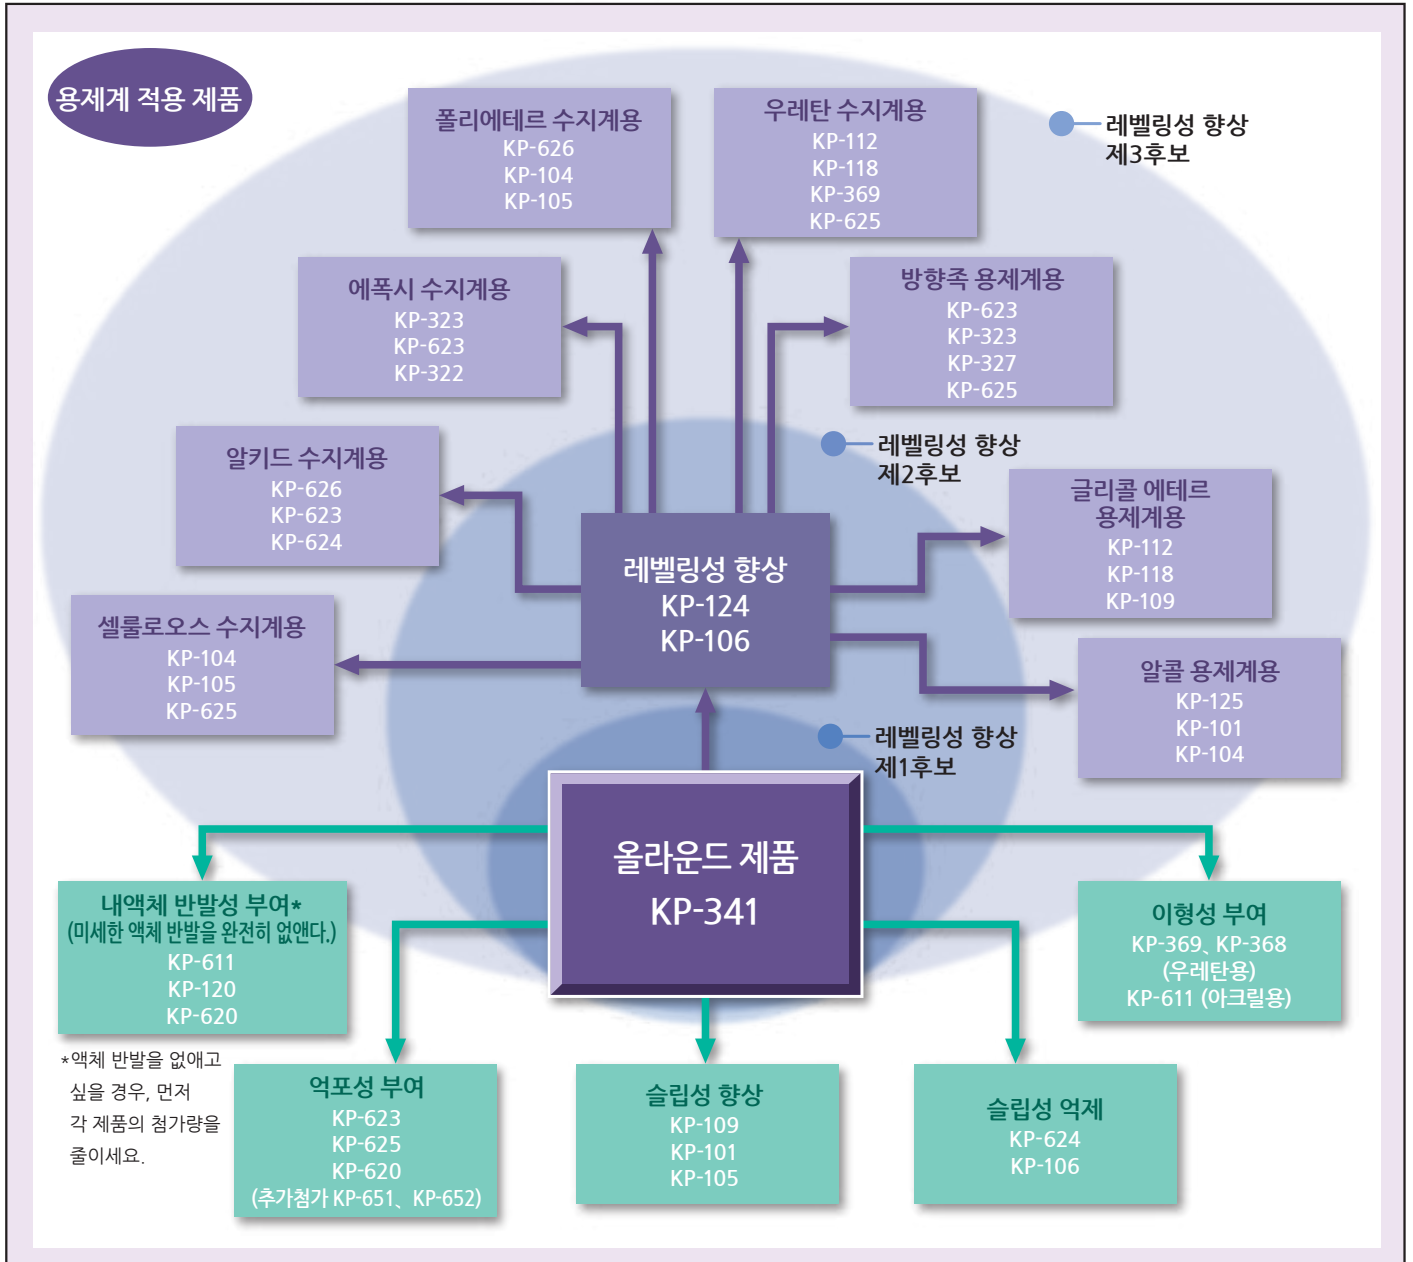 용제계 적용 제품
폴리에테르 수지계용
KP-626
KP-104
KP-105
우레탄 수지계용
KP-112
KP-118
KP-369
KP-625
레벨링성 향상
제3후보
에폭시 수지계용
KP-323
KP-623
KP-322
방향족 용제계용
KP-623
KP-323
KP-327
KP-625
알키드 수지계용
KP-626
KP-623
KP-624
레벨링성 향상
제2후보
글리콜 에테르
용제계용
KP-112
KP-118
KP-109
레벨링성 향상
KP-124
KP-106
셀룰로오스 수지계용
KP-104
KP-105
KP-625
알콜 용제계용
KP-125
KP-101
KP-104
레벨링성 향상
제1후보
올라운드 제품
KP-341
내액체 반발성 부여*
(미세한 액체 반발을 완전히 없앤다.)
KP-611
KP-120
KP-620
이형성 부여
KP-369、KP-368
(우레탄용)
KP-611 (아크릴용)
*액체 반발을 없애고
싶을 경우, 먼저
각 제품의 첨가량을
줄이세요.
억포성 부여
KP-623
KP-625
KP-620
(추가첨가 KP-651、KP-652)
슬립성 향상
KP-109
KP-101
KP-105
슬립성 억제
KP-624
KP-106